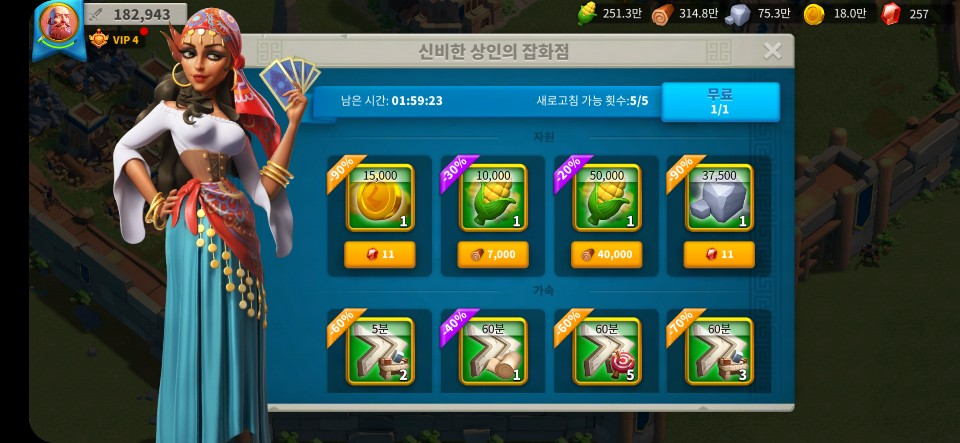 182,943
251.3만
314.8만
75.3만
18.0만
257
VIP 4
신비한 상인의 잡화점
남은 시간: 01:59:23
새로고침 가능 횟수:5/5
무료
1/1
자원
-90%
15,000
1
-30%
10,000
1
-20%
50,000
1
-90%
37,500
1
11
7,000
40,000
11
가속
-60%
5분
2
-40%
60분
1
-60%
60분
5
-70%
60분
3